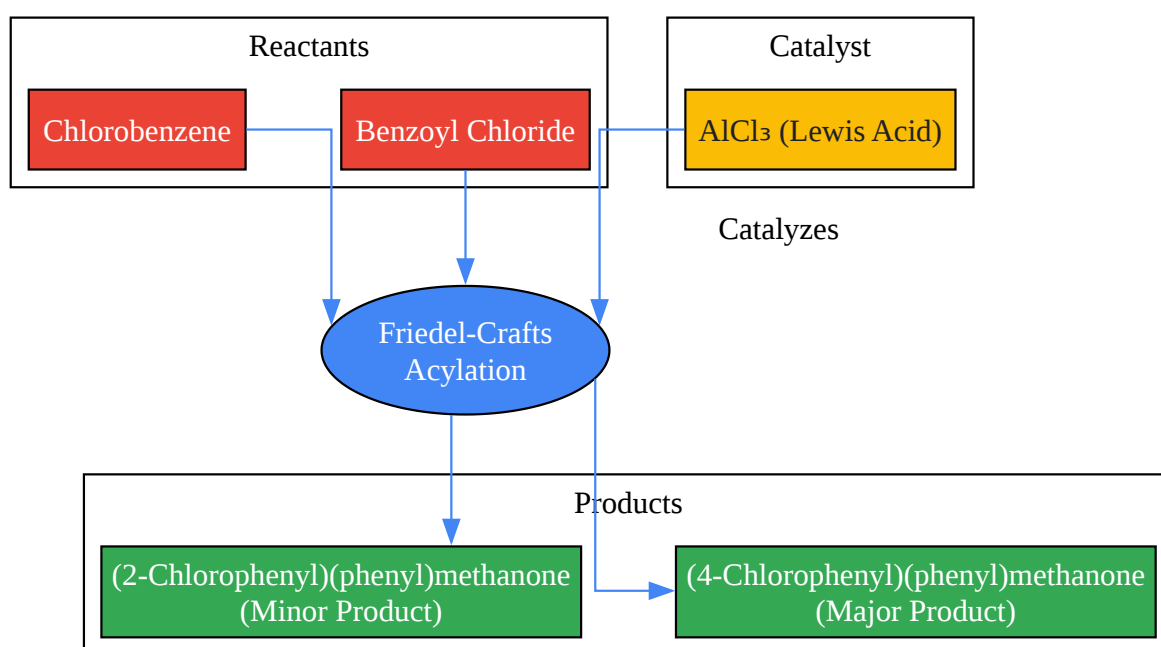 Reactants
Catalyst
Chlorobenzene
Benzoyl Chloride
AlCl₃ (Lewis Acid)
Catalyzes
Friedel-Crafts
Acylation
Products
(2-Chlorophenyl)(phenyl)methanone
(Minor Product)
(4-Chlorophenyl)(phenyl)methanone
(Major Product)